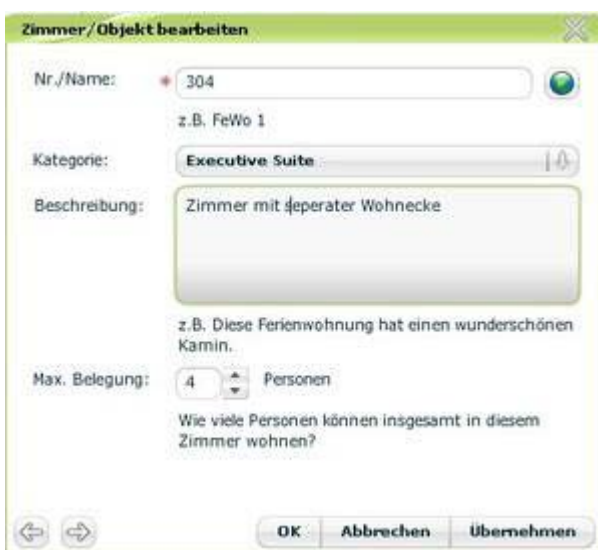 Zimmer/Objekt bearbeiten
Nr./Name: * 304
z.B. FeWo 1
Kategorie: Executive Suite
Beschreibung: Zimmer mit seperater Wohnecke
z.B. Diese Ferienwohnung hat einen wunderschönen
Kamin.
Max. Belegung: 4 Personen
Wie viele Personen können insgesamt in diesem
Zimmer wohnen?
OK Abbrechen Übernehmen